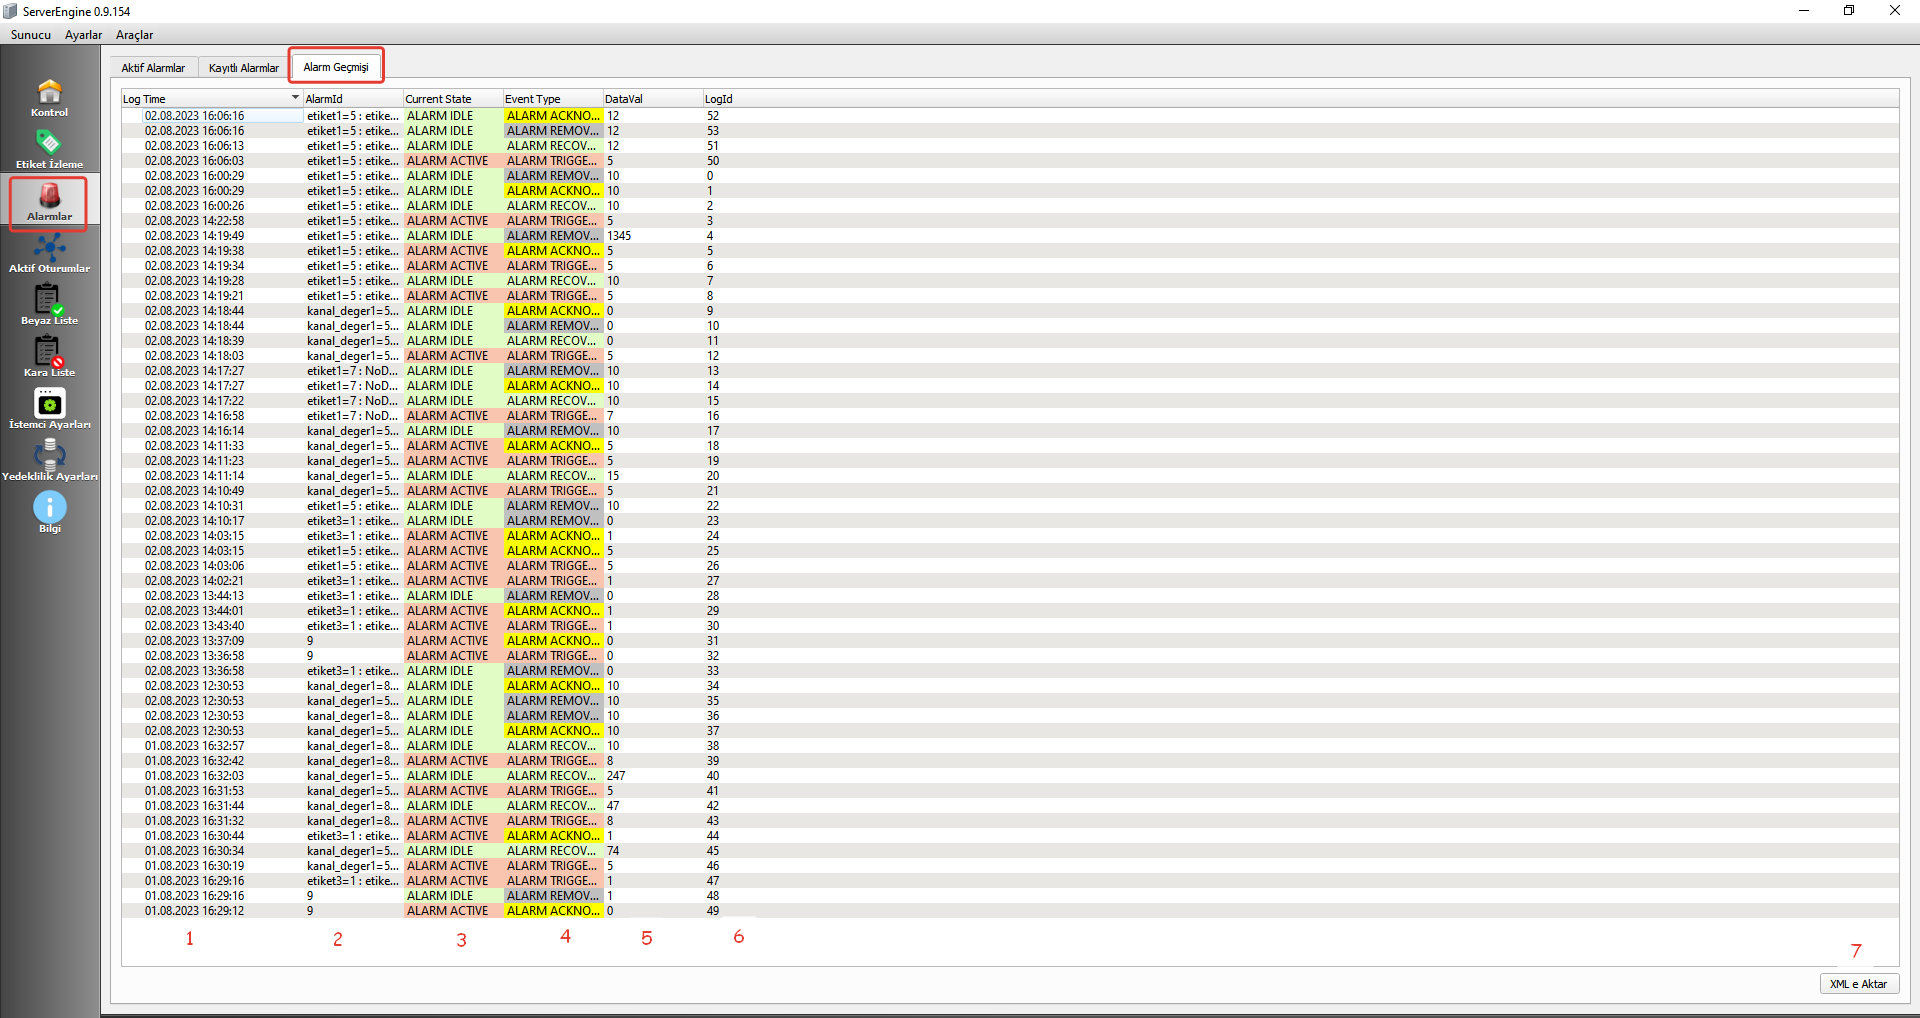 ServerEngine 0.9.154
Sunucu Ayarlar Araçlar
Kontrol
Etiket İzleme
Alarmlar
Aktif Oturumlar
Beyaz Liste
Kara Liste
İstemci Ayarları
Yedeklilik Ayarları
Bilgi
Aktif Alarmlar Kayıtlı Alarmlar Alarm Geçmişi
Log Time AlarmId Current State Event Type DataVal LogId
02.08.2023 16:06:16 etiket1=5 : etike... ALARM IDLE ALARM ACKNO... 12 52
02.08.2023 16:06:16 etiket1=5 : etike... ALARM IDLE ALARM REMOV... 12 53
02.08.2023 16:06:13 etiket1=5 : etike... ALARM IDLE ALARM RECOV... 12 51
02.08.2023 16:06:03 etiket1=5 : etike... ALARM ACTIVE ALARM TRIGGE... 5 50
02.08.2023 16:00:29 etiket1=5 : etike... ALARM IDLE ALARM REMOV... 10 0
02.08.2023 16:00:29 etiket1=5 : etike... ALARM IDLE ALARM ACKNO... 10 1
02.08.2023 16:00:26 etiket1=5 : etike... ALARM IDLE ALARM RECOV... 10 2
02.08.2023 14:22:58 etiket1=5 : etike... ALARM ACTIVE ALARM TRIGGE... 5 3
02.08.2023 14:19:49 etiket1=5 : etike... ALARM IDLE ALARM REMOV... 1345 4
02.08.2023 14:19:38 etiket1=5 : etike... ALARM ACTIVE ALARM ACKNO... 5 5
02.08.2023 14:19:34 etiket1=5 : etike... ALARM ACTIVE ALARM TRIGGE... 5 6
02.08.2023 14:19:28 etiket1=5 : etike... ALARM IDLE ALARM RECOV... 10 7
02.08.2023 14:19:21 etiket1=5 : etike... ALARM ACTIVE ALARM TRIGGE... 5 8
02.08.2023 14:18:44 kanal_deger1=5... ALARM IDLE ALARM ACKNO... 0 9
02.08.2023 14:18:44 kanal_deger1=5... ALARM IDLE ALARM REMOV... 0 10
02.08.2023 14:18:39 kanal_deger1=5... ALARM IDLE ALARM RECOV... 0 11
02.08.2023 14:18:03 kanal_deger1=5... ALARM ACTIVE ALARM TRIGGE... 5 12
02.08.2023 14:17:27 etiket1=7 : NoD... ALARM IDLE ALARM REMOV... 10 13
02.08.2023 14:17:27 etiket1=7 : NoD... ALARM IDLE ALARM ACKNO... 10 14
02.08.2023 14:17:22 etiket1=7 : NoD... ALARM IDLE ALARM RECOV... 10 15
02.08.2023 14:16:58 etiket1=7 : NoD... ALARM ACTIVE ALARM TRIGGE... 7 16
02.08.2023 14:16:14 kanal_deger1=5... ALARM IDLE ALARM REMOV... 10 17
02.08.2023 14:11:33 kanal_deger1=5... ALARM ACTIVE ALARM ACKNO... 5 18
02.08.2023 14:11:23 kanal_deger1=5... ALARM ACTIVE ALARM TRIGGE... 5 19
02.08.2023 14:11:14 kanal_deger1=5... ALARM IDLE ALARM RECOV... 15 20
02.08.2023 14:10:49 kanal_deger1=5... ALARM ACTIVE ALARM TRIGGE... 5 21
02.08.2023 14:10:31 etiket1=5 : etike... ALARM IDLE ALARM REMOV... 10 22
02.08.2023 14:10:17 etiket3=1 : etike... ALARM IDLE ALARM REMOV... 0 23
02.08.2023 14:03:15 etiket3=1 : etike... ALARM ACTIVE ALARM ACKNO... 1 24
02.08.2023 14:03:15 etiket1=5 : etike... ALARM ACTIVE ALARM ACKNO... 5 25
02.08.2023 14:03:06 etiket1=5 : etike... ALARM ACTIVE ALARM TRIGGE... 5 26
02.08.2023 14:02:21 etiket3=1 : etike... ALARM ACTIVE ALARM TRIGGE... 1 27
02.08.2023 13:44:13 etiket3=1 : etike... ALARM IDLE ALARM REMOV... 0 28
02.08.2023 13:44:01 etiket3=1 : etike... ALARM ACTIVE ALARM ACKNO... 1 29
02.08.2023 13:43:40 etiket3=1 : etike... ALARM ACTIVE ALARM TRIGGE... 1 30
02.08.2023 13:37:09 9 ALARM ACTIVE ALARM ACKNO... 0 31
02.08.2023 13:36:58 9 ALARM ACTIVE ALARM TRIGGE... 0 32
02.08.2023 13:36:58 etiket3=1 : etike... ALARM IDLE ALARM REMOV... 0 33
02.08.2023 12:30:53 kanal_deger1=8... ALARM IDLE ALARM ACKNO... 10 34
02.08.2023 12:30:53 kanal_deger1=5... ALARM IDLE ALARM REMOV... 10 35
02.08.2023 12:30:53 kanal_deger1=8... ALARM IDLE ALARM REMOV... 10 36
02.08.2023 12:30:53 kanal_deger1=5... ALARM IDLE ALARM ACKNO... 10 37
01.08.2023 16:32:57 kanal_deger1=8... ALARM IDLE ALARM RECOV... 10 38
01.08.2023 16:32:42 kanal_deger1=8... ALARM ACTIVE ALARM TRIGGE... 8 39
01.08.2023 16:32:03 kanal_deger1=5... ALARM IDLE ALARM RECOV... 247 40
01.08.2023 16:31:53 kanal_deger1=5... ALARM ACTIVE ALARM TRIGGE... 5 41
01.08.2023 16:31:44 kanal_deger1=8... ALARM IDLE ALARM RECOV... 47 42
01.08.2023 16:31:32 kanal_deger1=8... ALARM ACTIVE ALARM TRIGGE... 8 43
01.08.2023 16:30:44 etiket3=1 : etike... ALARM ACTIVE ALARM ACKNO... 1 44
01.08.2023 16:30:34 kanal_deger1=5... ALARM IDLE ALARM RECOV... 74 45
01.08.2023 16:30:19 kanal_deger1=5... ALARM ACTIVE ALARM TRIGGE... 5 46
01.08.2023 16:29:16 etiket3=1 : etike... ALARM ACTIVE ALARM TRIGGE... 1 47
01.08.2023 16:29:16 9 ALARM IDLE ALARM REMOV... 1 48
01.08.2023 16:29:12 9 ALARM ACTIVE ALARM ACKNO... 0 49
1 2 3 4 5 6
7
XML e Aktar